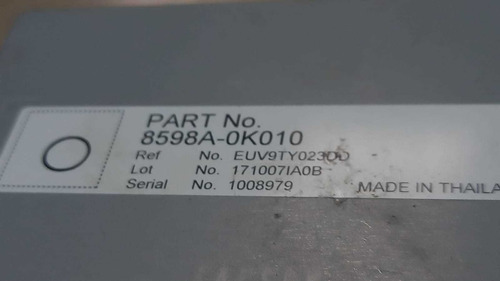 PART No.
8598A-0K010
Ref No. EUV9TY023DD
Lot No. 171007IA0B
Serial No. 1008979
MADE IN THAILA